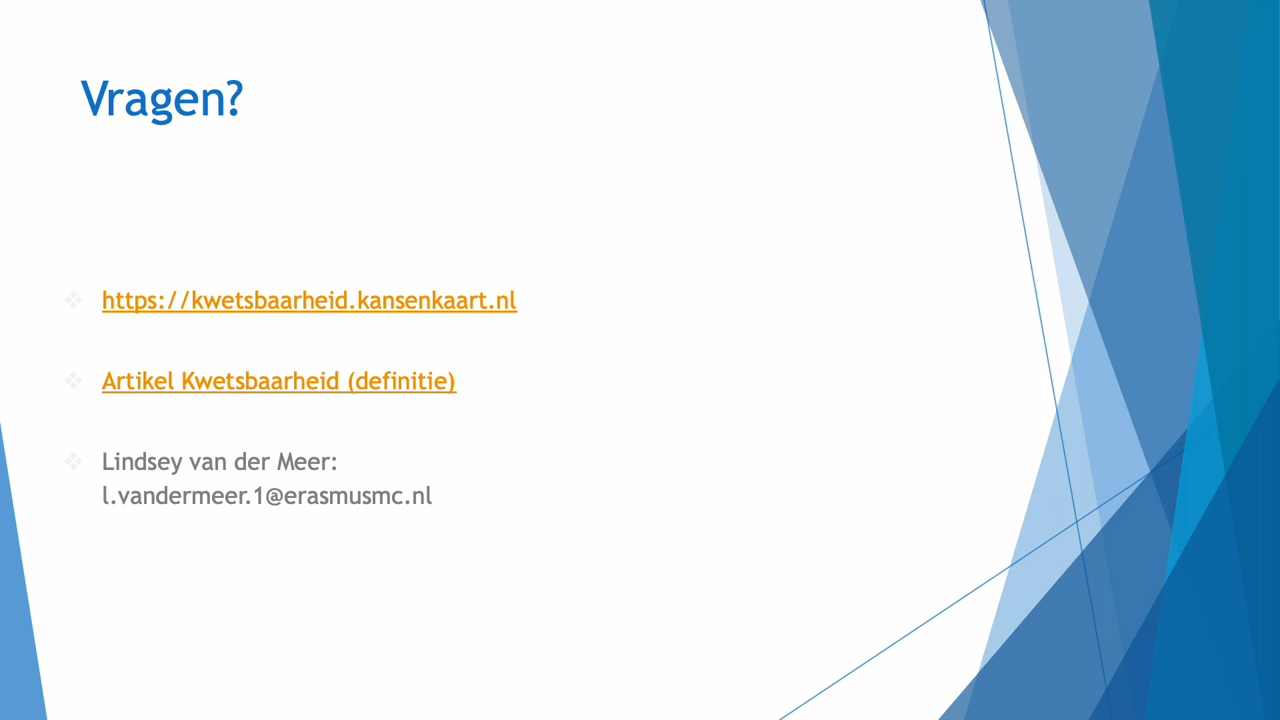 Vragen?
https://kwetsbaarheid.kansenkaart.nl
Artikel Kwetsbaarheid (definitie)
Lindsey van der Meer:
l.vandermeer.1@erasmusmc.nl